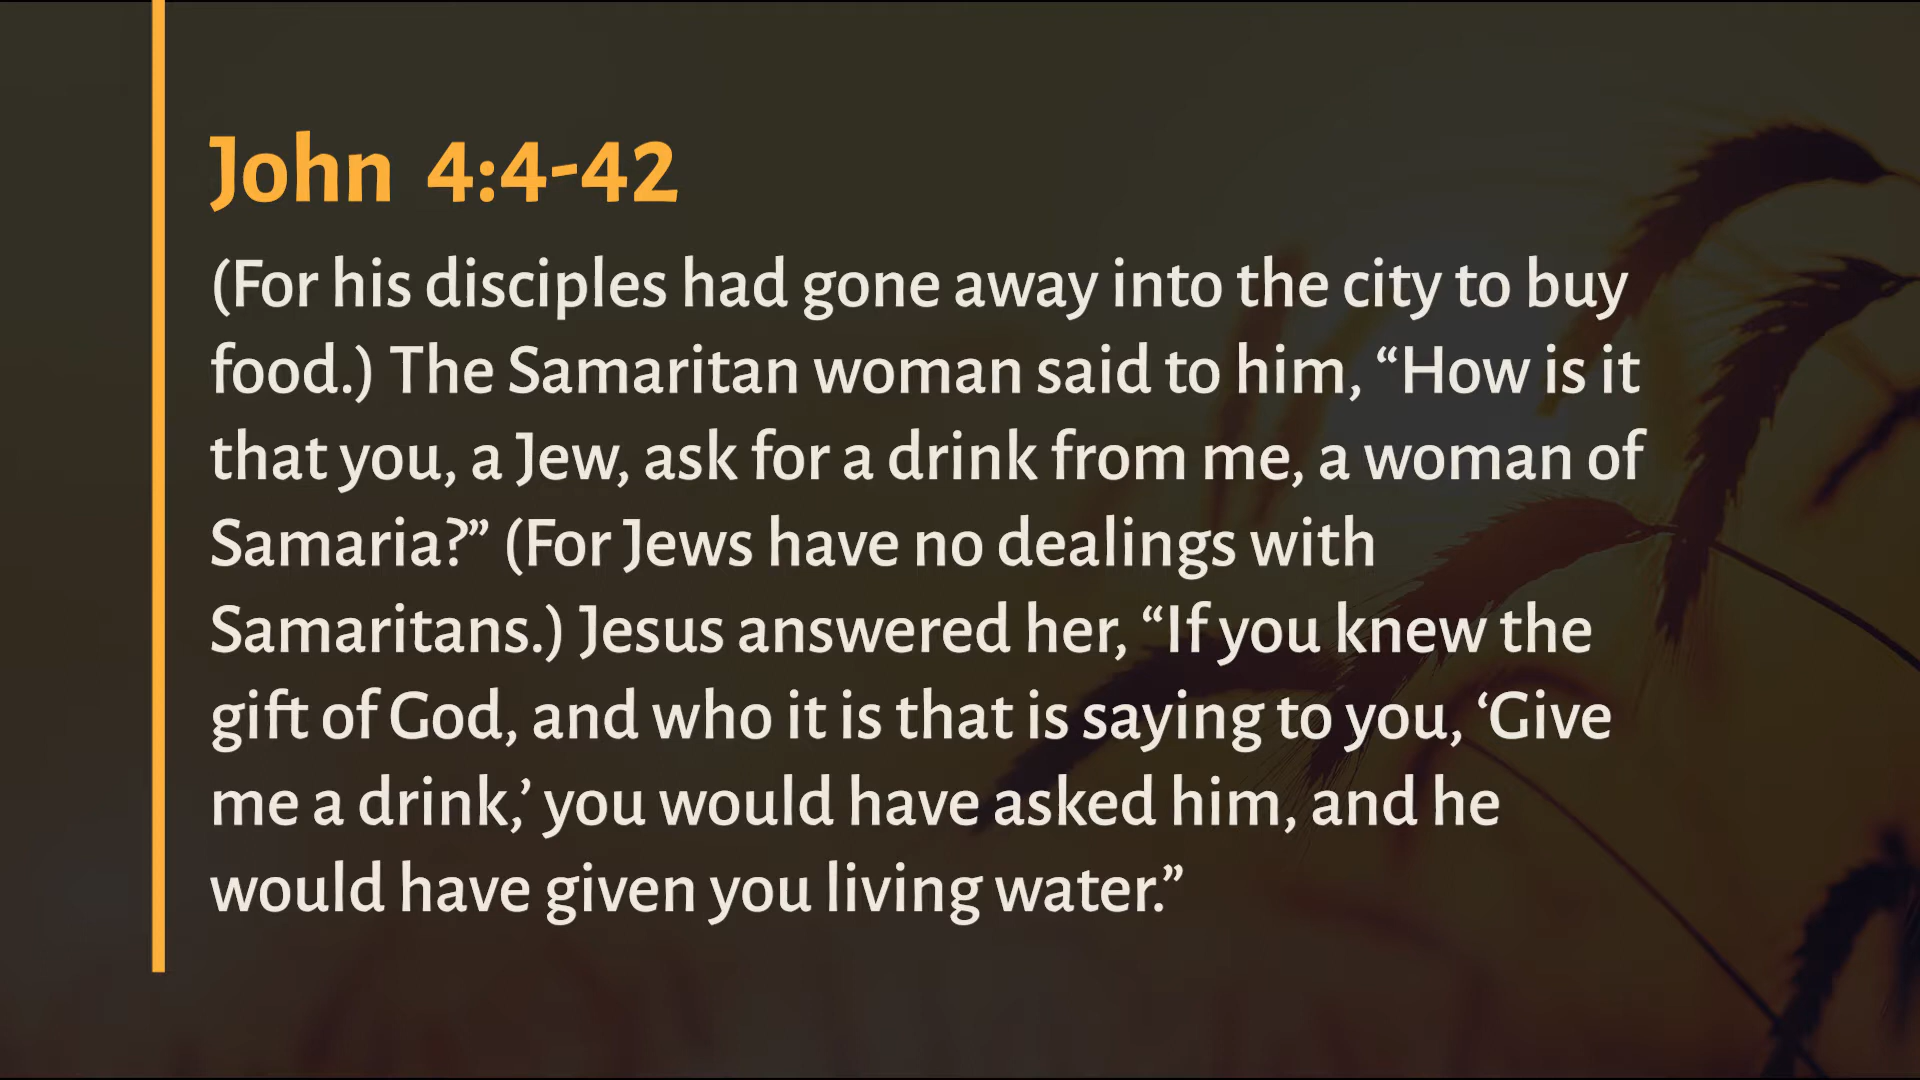 John 4:4-42
(For his disciples had gone away into the city to buy
food.) The Samaritan woman said to him, “How is it
that you, a Jew, ask for a drink from me, a woman of
Samaria?” (For Jews have no dealings with
Samaritans.) Jesus answered her, “If you knew the
gift of God, and who it is that is saying to you, ‘Give
me a drink,’ you would have asked him, and he
would have given you living water.”